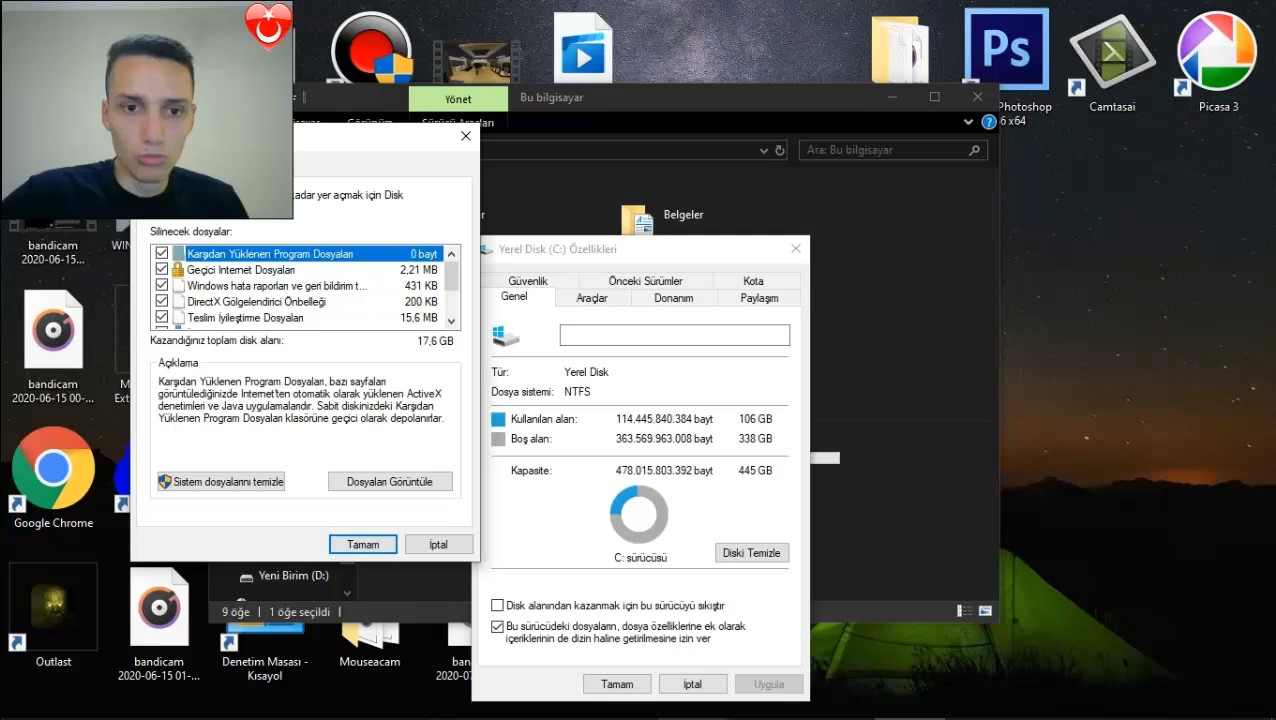 Photoshop
6 x64
Camtasai
Picasa 3
Yönet
Bu bilgisayar
Görünüm
Sürücü Araçları
Ara: Bu bilgisayar
Belgeler
kadar yer açmak için Disk
Silinecek dosyalar:
Karşıdan Yüklenen Program Dosyaları 0 bayt
Geçici İnternet Dosyaları 2,21 MB
Windows hata raporları ve geri bildirim t... 431 KB
DirectX Gölgelendirici Önbelleği 200 KB
Teslim İyileştirme Dosyaları 15,6 MB
Kazandığınız toplam disk alanı: 17,6 GB
Açıklama
Karşıdan Yüklenen Program Dosyaları, bazı sayfaları
görüntülediğinizde Internet'ten otomatik olarak yüklenen ActiveX
denetimleri ve Java uygulamalarıdır. Sabit diskinizdeki Karşıdan
Yüklenen Program Dosyaları klasörüne geçici olarak depolanırlar.
Sistem dosyalarını temizle
Dosyaları Görüntüle
Tamam
İptal
Yerel Disk (C:) Özellikleri
Güvenlik
Önceki Sürümler
Kota
Genel
Araçlar
Donanım
Paylaşım
Tür: Yerel Disk
Dosya sistemi: NTFS
Kullanılan alan: 114.445.840.384 bayt 106 GB
Boş alan: 363.569.963.008 bayt 338 GB
Kapasite: 478.015.803.392 bayt 445 GB
C: sürücüsü
Diski Temizle
Disk alanından kazanmak için bu sürücüyü sıkıştır
Bu sürücüdeki dosyaların, dosya özelliklerine ek olarak
içeriklerinin de dizin haline getirilmesine izin ver
Tamam
İptal
Uygula
Yeni Birim (D:)
9 öğe
1 öğe seçildi
bandicam
2020-06-15...
bandicam
2020-06-15 00-...
Google Chrome
Outlast
bandicam
2020-06-15 01-...
Denetim Masası -
Kısayol
Mouseacam
Ps